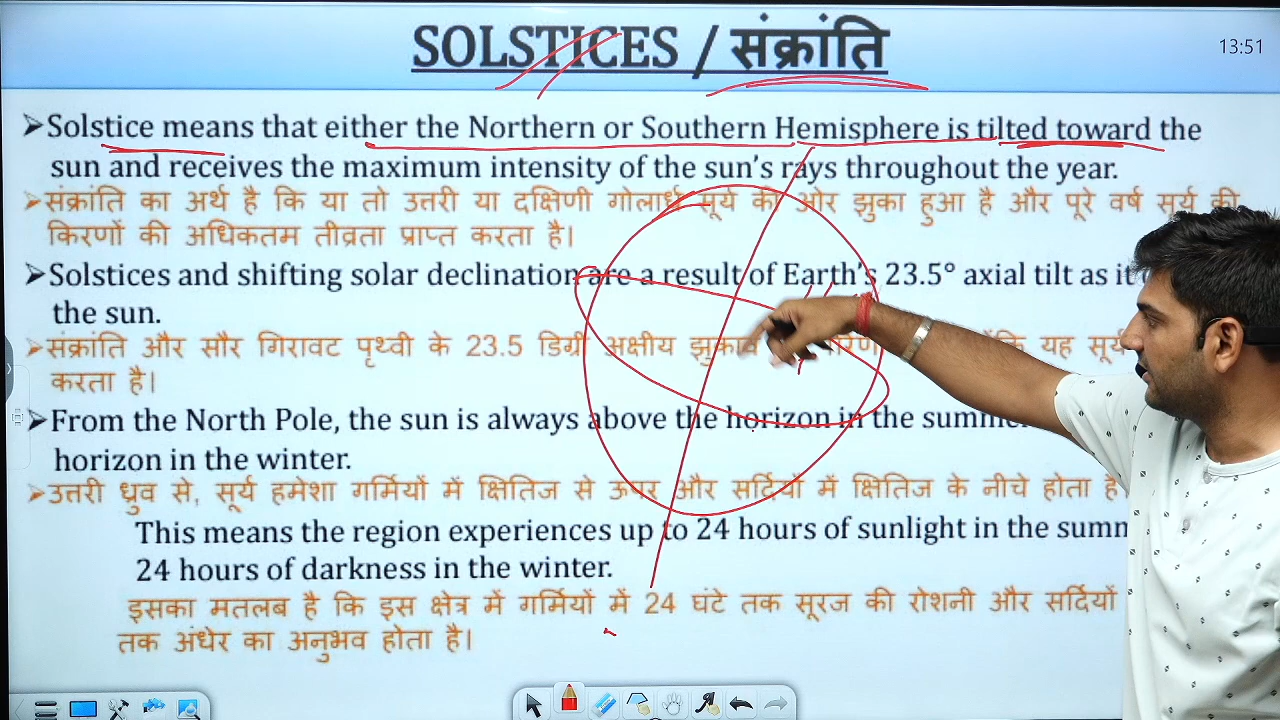 SOLSTICES / संक्रांति
13:51
➢Solstice means that either the Northern or Southern Hemisphere is tilted toward the
sun and receives the maximum intensity of the sun's rays throughout the year.
➢संक्रांति का अर्थ है कि या तो उत्तरी या दक्षिणी गोलार्ध सूर्य की ओर झुका हुआ है और पूरे वर्ष सूर्य की
किरणों की अधिकतम तीव्रता प्राप्त करता है।
➢Solstices and shifting solar declination are a result of Earth's 23.5° axial tilt as it
the sun.
➢संक्रांति और सौर गिरावट पृथ्वी के 23.5 डिग्री अक्षीय झुकाव यह सूर्य
करता है।
➢From the North Pole, the sun is always above the horizon in the
horizon in the winter.
➢उत्तरी ध्रुव से, सूर्य हमेशा गर्मियों में क्षितिज से ऊपर और सर्दियों में क्षितिज के नीचे होता है
This means the region experiences up to 24 hours of sunlight in the
24 hours of darkness in the winter.
इसका मतलब है कि इस क्षेत्र में गर्मियों में 24 घंटे तक सूरज की रोशनी और सर्दियों
तक अंधेर का अनुभव होता है।